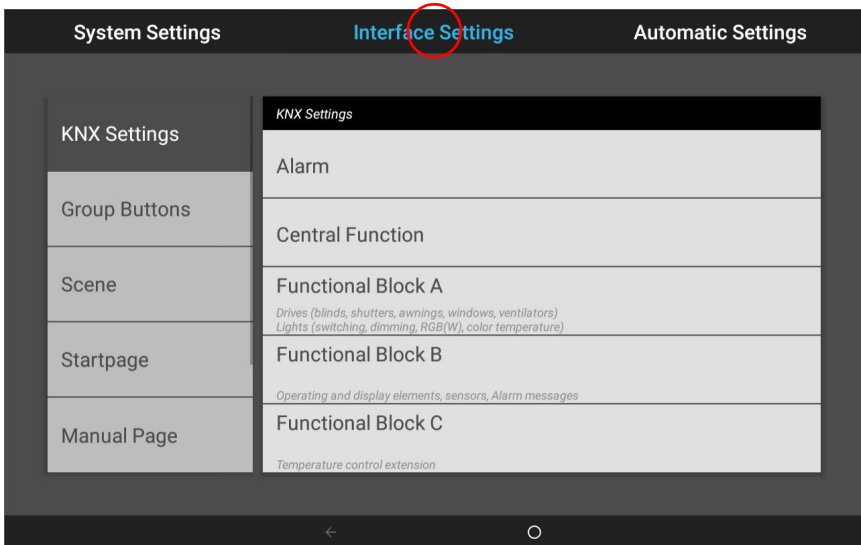 System Settings
Interface Settings
Automatic Settings
KNX Settings
Group Buttons
Scene
Startpage
Manual Page
KNX Settings
Alarm
Central Function
Functional Block A
Drives (blinds, shutters, awnings, windows, ventilators)
Lights (switching, dimming, RGB(W), color temperature)
Functional Block B
Operating and display elements, sensors, Alarm messages
Functional Block C
Temperature control extension